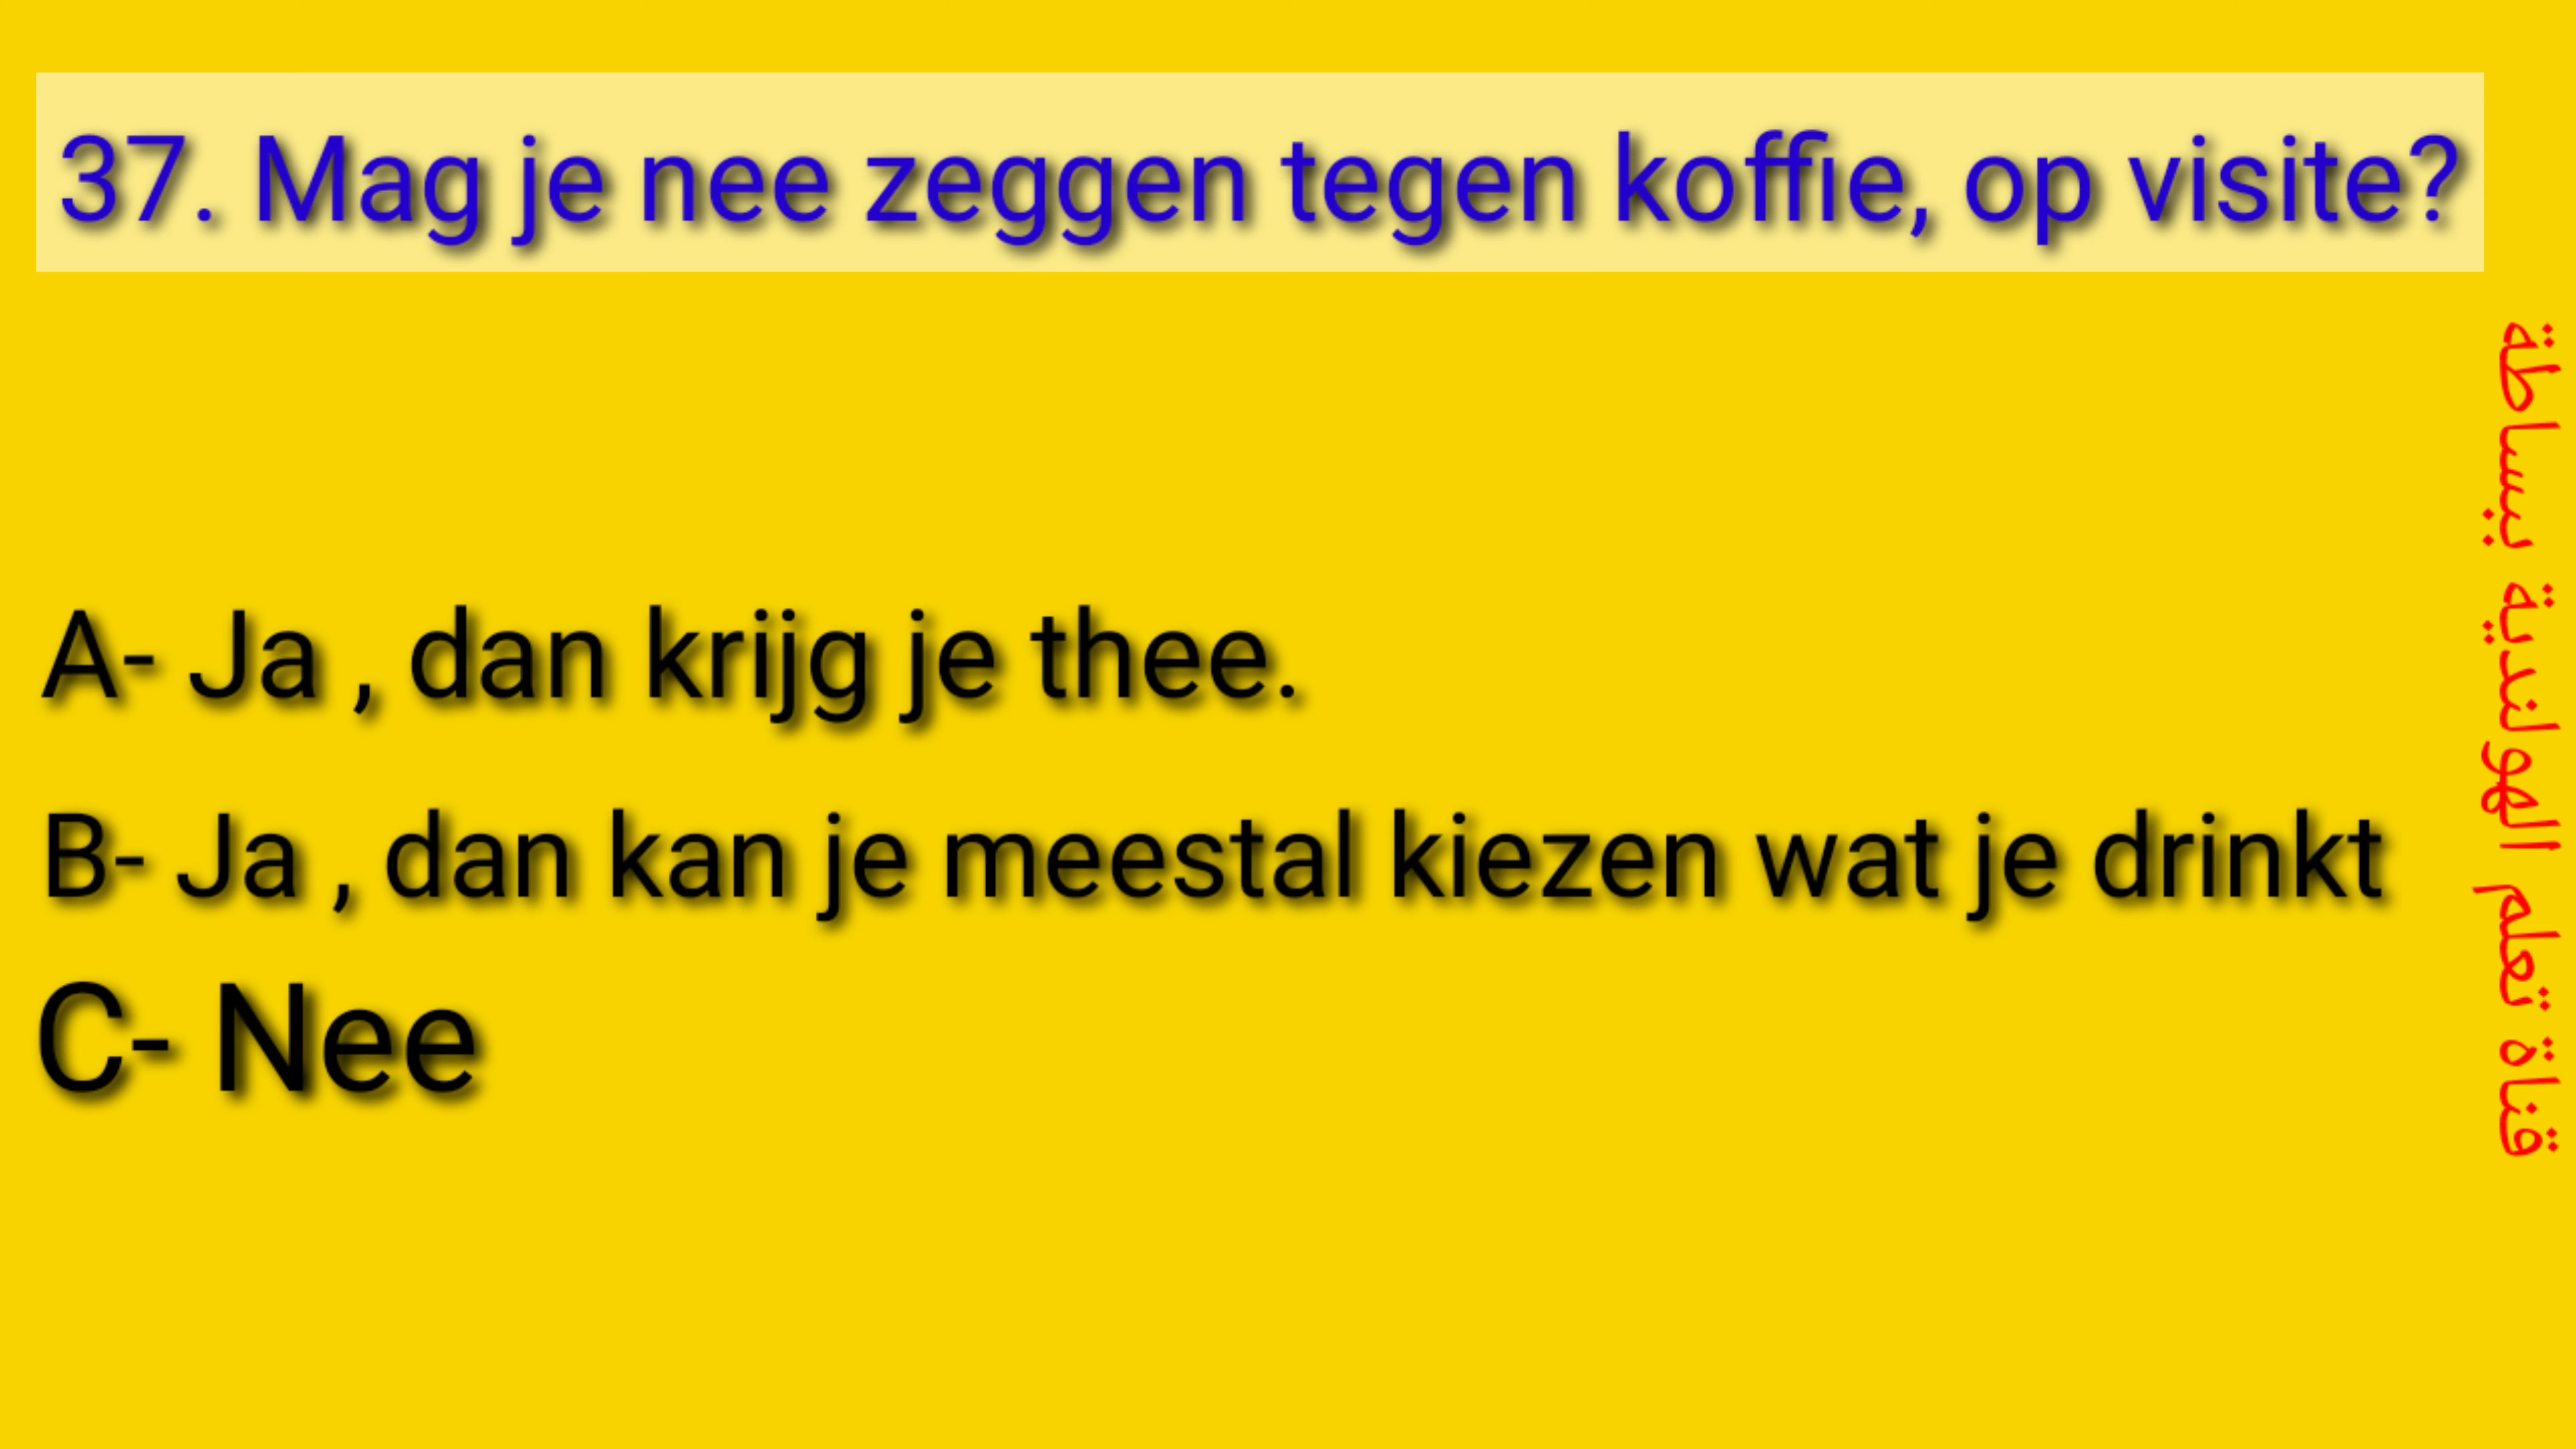 37. Mag je nee zeggen tegen koffie, op visite?
A- Ja , dan krijg je thee.
B- Ja , dan kan je meestal kiezen wat je drinkt
C- Nee
قناة تعلم الهولندية ييساطة